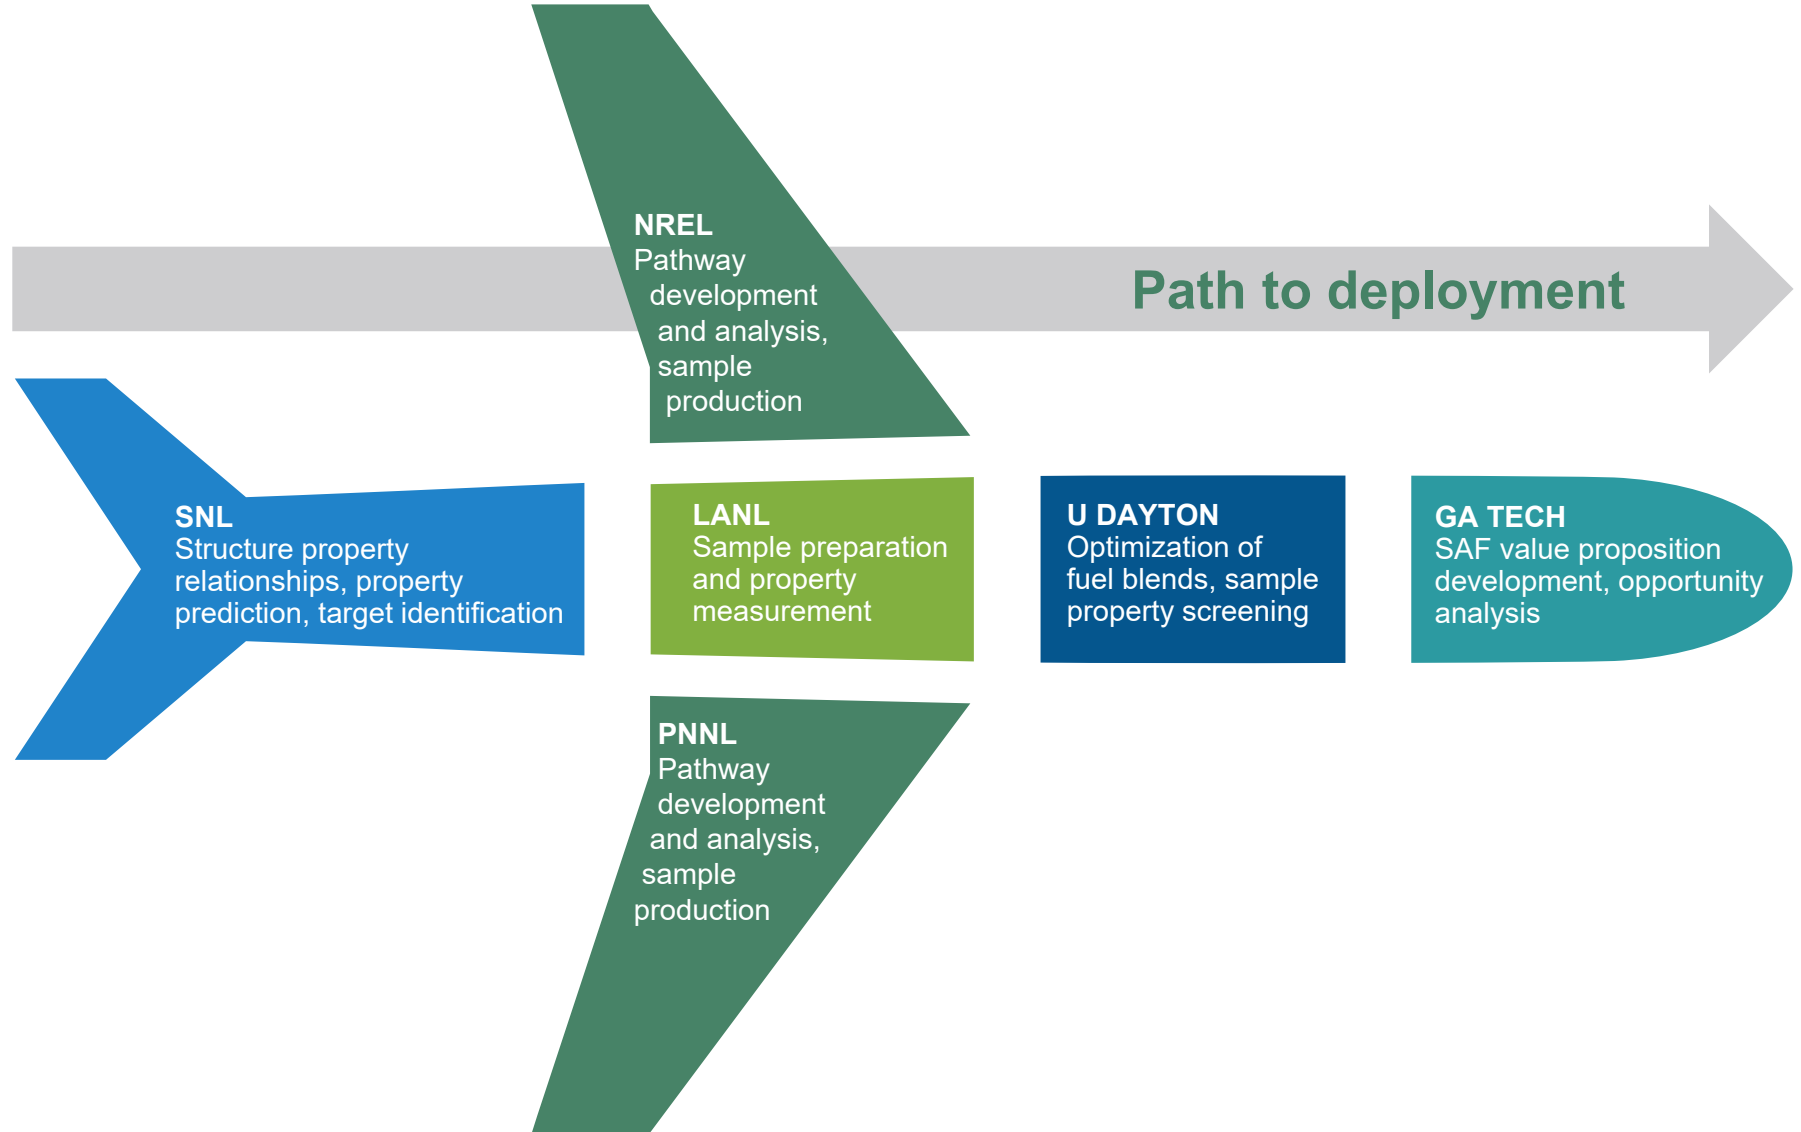 NREL
Pathway
development
and analysis,
sample
production
Path to deployment
SNL
Structure property
relationships, property
prediction, target identification
LANL
Sample preparation
and property
measurement
U DAYTON
Optimization of
fuel blends, sample
property screening
GA TECH
SAF value proposition
development, opportunity
analysis
PNNL
Pathway
development
and analysis,
sample
production